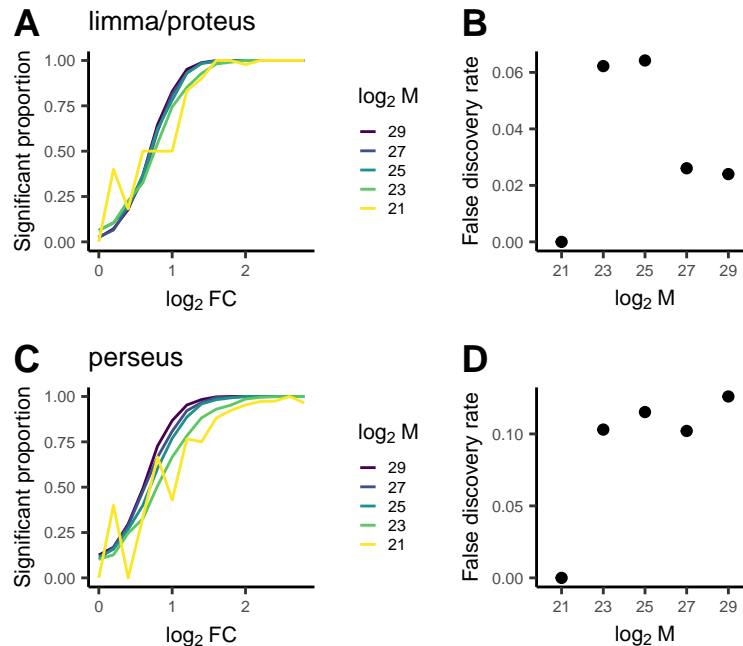 A limma/proteus
Significant proportion
1.00
0.75
0.50
0.25
0.00
0 1 2
log₂ FC
log₂ M
29
27
25
23
21
B
False discovery rate
0.06
0.04
0.02
0.00
21 23 25 27 29
log₂ M
C perseus
Significant proportion
1.00
0.75
0.50
0.25
0.00
0 1 2
log₂ FC
log₂ M
29
27
25
23
21
D
False discovery rate
0.10
0.05
0.00
21 23 25 27 29
log₂ M